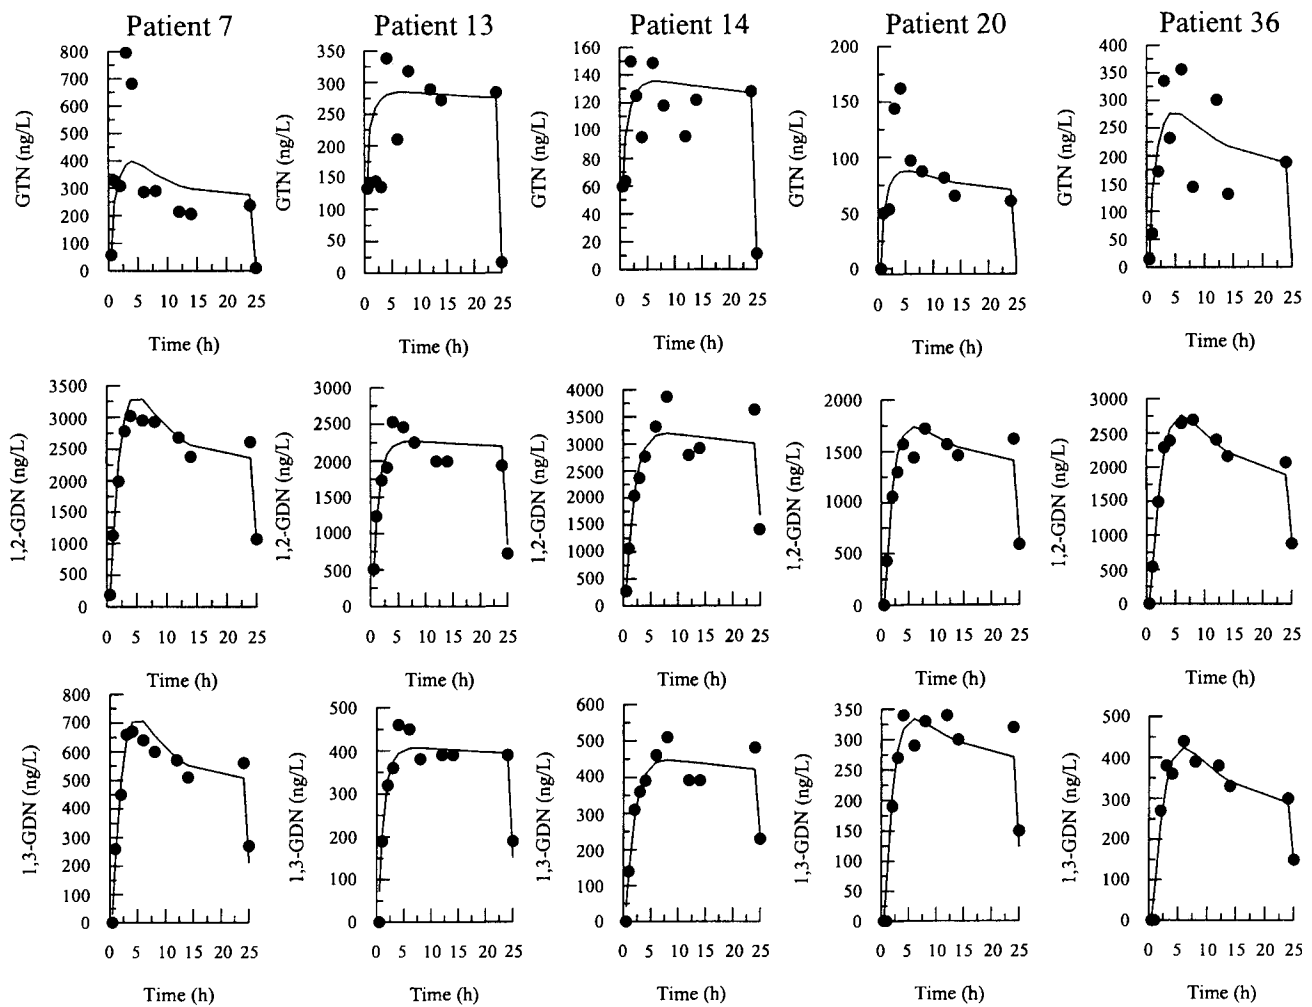 Patient 7 Patient 13 Patient 14 Patient 20 Patient 36
GTN (ng/L) GTN (ng/L) GTN (ng/L) GTN (ng/L) GTN (ng/L)
800 700 600 500 400 300 200 100 0
350 300 250 200 150 100 50 0
160 140 120 100 80 60 40 20 0
200 150 100 50 0
400 350 300 250 200 150 100 50 0
0 5 10 15 20 25 0 5 10 15 20 25 0 5 10 15 20 25 0 5 10 15 20 25 0 5 10 15 20 25
Time (h) Time (h) Time (h) Time (h) Time (h)
1,2-GDN (ng/L) 1,2-GDN (ng/L) 1,2-GDN (ng/L) 1,2-GDN (ng/L) 1,2-GDN (ng/L)
3500 3000 2500 2000 1500 1000 500 0
3000 2500 2000 1500 1000 500 0
4000 3500 3000 2500 2000 1500 1000 500 0
2000 1500 1000 500 0
3000 2500 2000 1500 1000 500 0
0 5 10 15 20 25 0 5 10 15 20 25 0 5 10 15 20 25 0 5 10 15 20 25 0 5 10 15 20 25
Time (h) Time (h) Time (h) Time (h) Time (h)
1,3-GDN (ng/L) 1,3-GDN (ng/L) 1,3-GDN (ng/L) 1,3-GDN (ng/L) 1,3-GDN (ng/L)
800 700 600 500 400 300 200 100 0
500 400 300 200 100 0
600 500 400 300 200 100 0
350 300 250 200 150 100 50 0
500 400 300 200 100 0
0 5 10 15 20 25 0 5 10 15 20 25 0 5 10 15 20 25 0 5 10 15 20 25 0 5 10 15 20 25
Time (h) Time (h) Time (h) Time (h) Time (h)